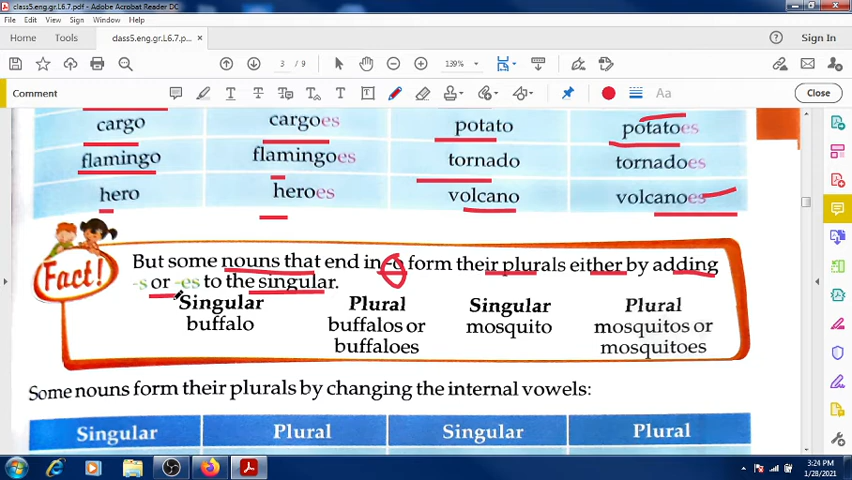 class5.eng.gr.L6.7.pdf - Adobe Acrobat Reader DC
File Edit View Sign Window Help
Home Tools class5.eng.gr.L6.7.p... × Sign In
3 / 9 139%
Comment Aa Close
cargo cargoes potato potatoes
flamingo flamingoes tornado tornadoes
hero heroes volcano volcanoes
Fact!
But some nouns that end in -o form their plurals either by adding
-s or -es to the singular.
Singular Plural Singular Plural
buffalo buffalos or mosquito mosquitos or
buffaloes mosquitoes
Some nouns form their plurals by changing the internal vowels:
Singular Plural Singular Plural
3:24 PM
1/28/2021